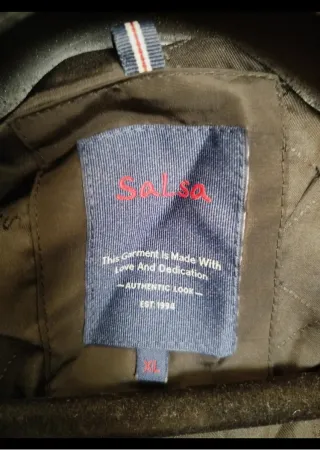 Salsa
This Garment Is Made With
Love And Dedication
— AUTHENTIC LOOK —
EST. 1994
XL